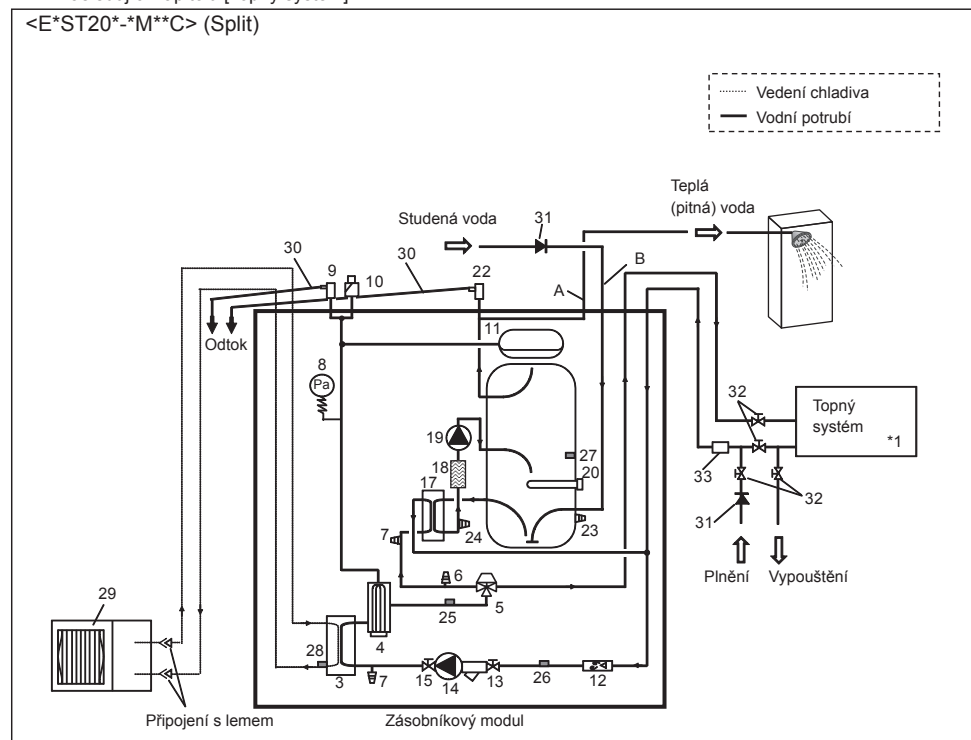 <E*ST20*-*M**C> (Split)
Vedení chladiva
Vodní potrubí
Teplá
(pitná) voda
Studená voda
31
30
9
10
30
22
A
B
Odtok
11
8
Pa
32
Topný
systém
*1
19
27
20
18
17
33
32
7
24
23
31
6
5
Plnění
Vypouštění
29
25
4
28
3
7
15
14
13
26
12
Připojení s lemem
Zásobníkový modul